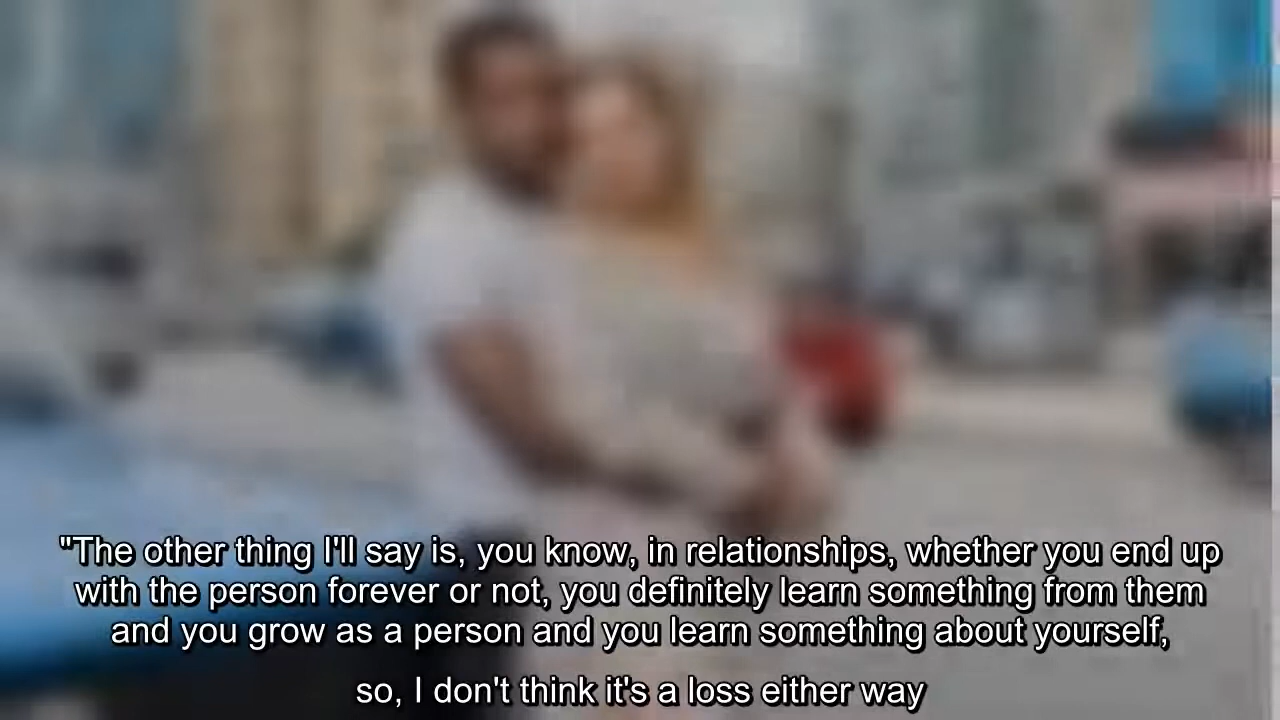 "The other thing I'll say is, you know, in relationships, whether you end up
with the person forever or not, you definitely learn something from them
and you grow as a person and you learn something about yourself,
so, I don't think it's a loss either way